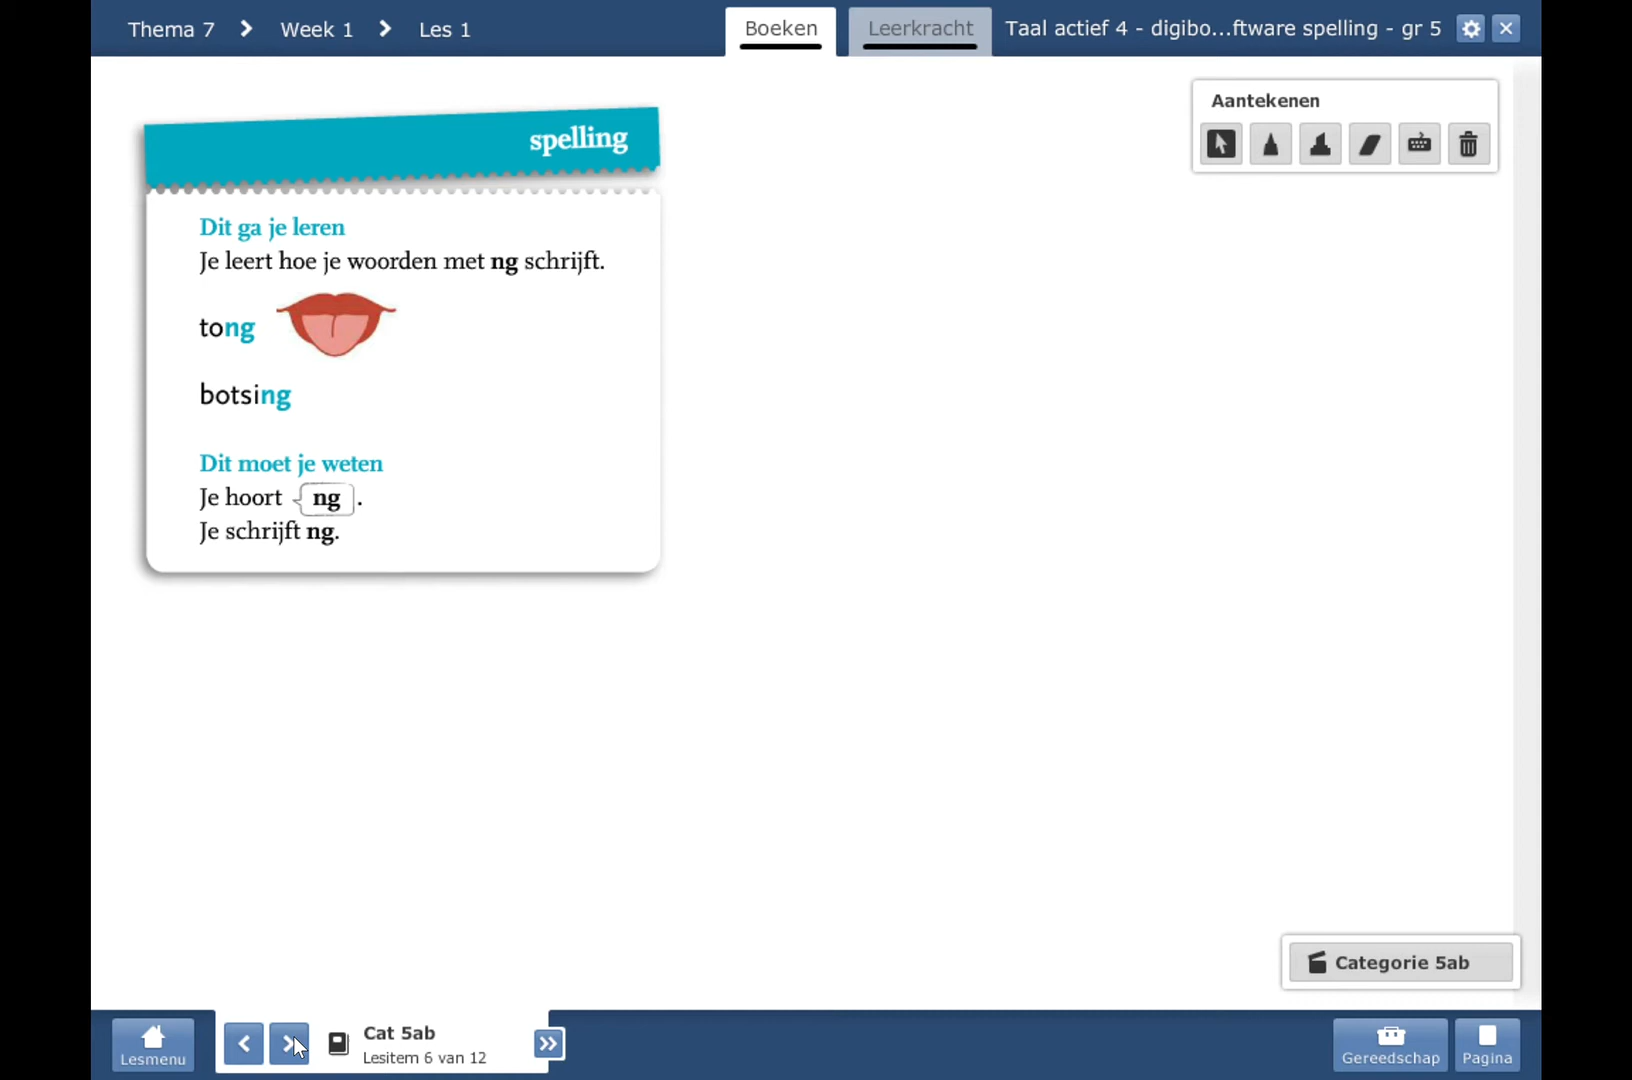 Thema 7 Week 1 Les 1 Boeken Leerkracht Taal actief 4 - digibo...ftware spelling - gr 5
Aantekenen
spelling
Dit ga je leren
Je leert hoe je woorden met ng schrijft.
tong
botsing
Dit moet je weten
Je hoort ng .
Je schrijft ng.
Categorie 5ab
Lesmenu
Cat 5ab
Lesitem 6 van 12
Gereedschap
Pagina